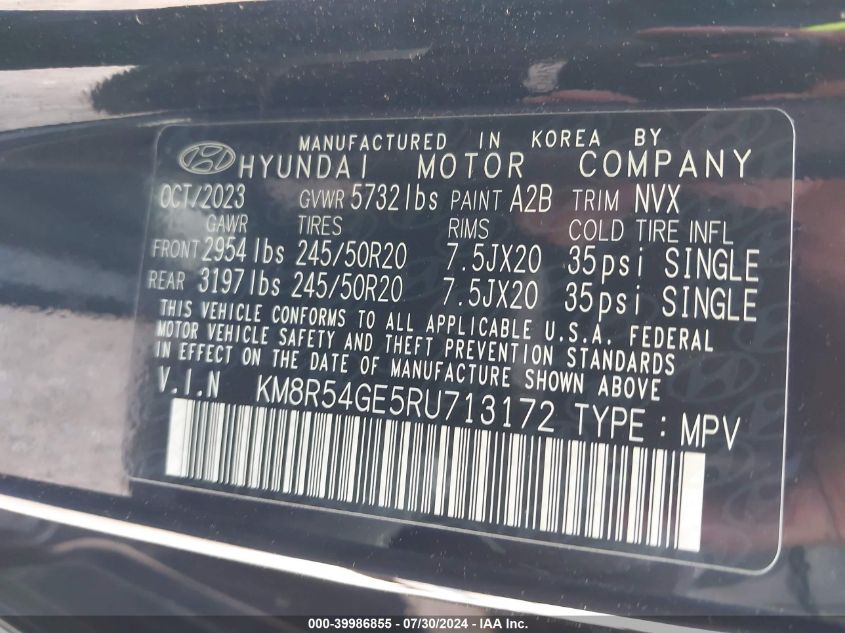 MANUFACTURED IN KOREA BY
HYUNDAI MOTOR COMPANY
OCT/2023 GVWR 5732lbs PAINT A2B TRIM NVX
GAWR TIRES RIMS COLD TIRE INFL
FRONT 2954lbs 245/50R20 7.5JX20 35psi SINGLE
REAR 3197lbs 245/50R20 7.5JX20 35psi SINGLE
THIS VEHICLE CONFORMS TO ALL APPLICABLE U.S.A. FEDERAL
MOTOR VEHICLE SAFETY AND THEFT PREVENTION STANDARDS
IN EFFECT ON THE DATE OF MANUFACTURE SHOWN ABOVE
V.I.N KM8R54GE5RU713172 TYPE : MPV
000-39986855 - 07/30/2024 - IAA Inc.